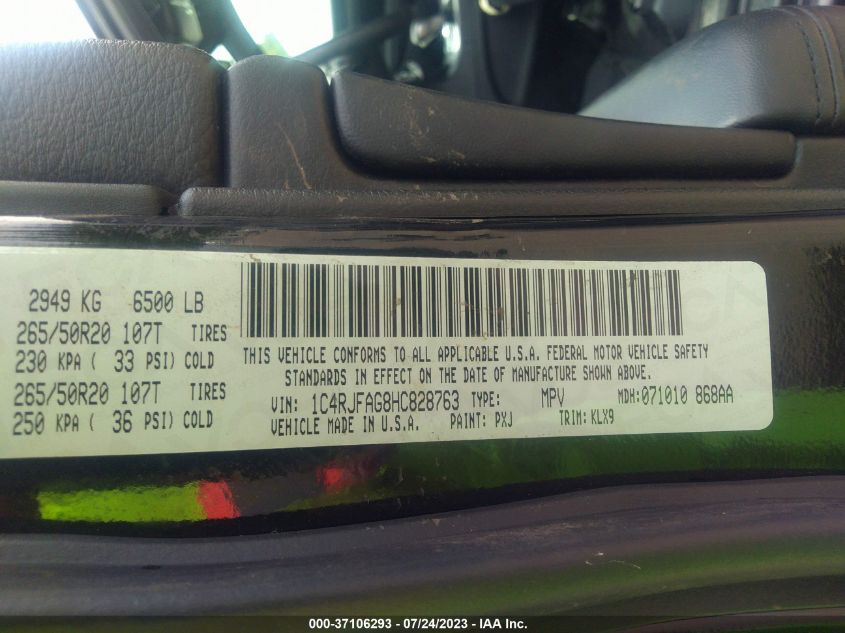 2949 KG 6500 LB
265/50R20 107T TIRES
230 KPA ( 33 PSI) COLD
265/50R20 107T TIRES
250 KPA ( 36 PSI) COLD
THIS VEHICLE CONFORMS TO ALL APPLICABLE U.S.A. FEDERAL MOTOR VEHICLE SAFETY
STANDARDS IN EFFECT ON THE DATE OF MANUFACTURE SHOWN ABOVE.
VIN: 1C4RJFAG8HC828763 TYPE: MPV MDH:071010 868AA
VEHICLE MADE IN U.S.A. PAINT: PXJ TRIM: KLX9
000-37106293 - 07/24/2023 - IAA Inc.